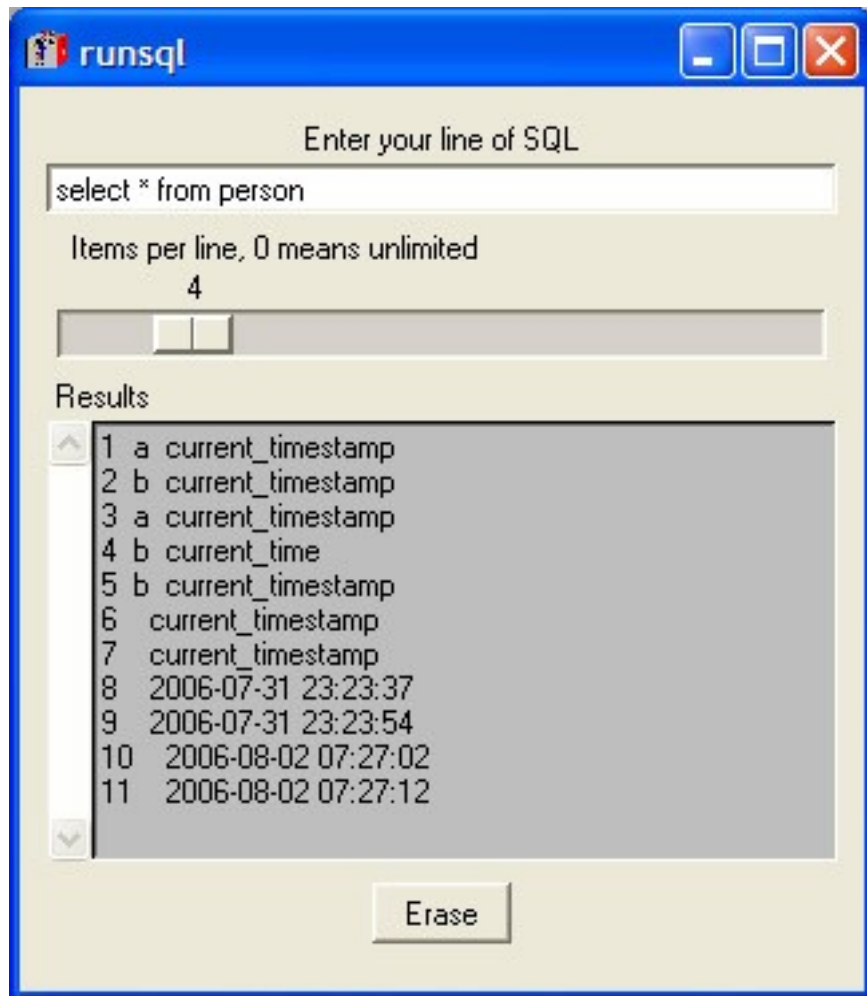 runsql
Enter your line of SQL
select * from person
Items per line, 0 means unlimited
4
Results
1 a current_timestamp
2 b current_timestamp
3 a current_timestamp
4 b current_time
5 b current_timestamp
6 current_timestamp
7 current_timestamp
8 2006-07-31 23:23:37
9 2006-07-31 23:23:54
10 2006-08-02 07:27:02
11 2006-08-02 07:27:12
Erase